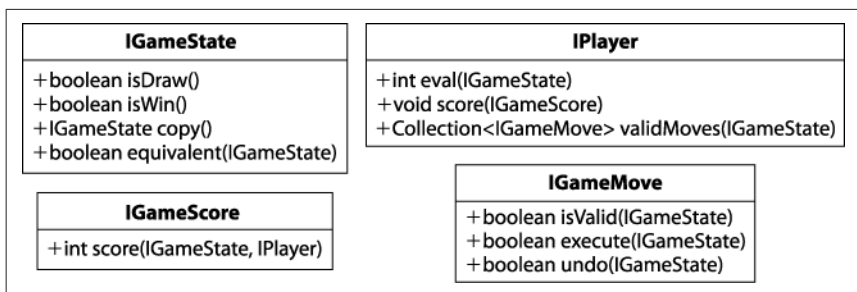 IGameState
+boolean isDraw()
+boolean isWin()
+IGameState copy()
+boolean equivalent(IGameState)
IPlayer
+int eval(IGameState)
+void score(IGameScore)
+Collection<IGameMove> validMoves(IGameState)
IGameScore
+int score(IGameState, IPlayer)
IGameMove
+boolean isValid(IGameState)
+boolean execute(IGameState)
+boolean undo(IGameState)